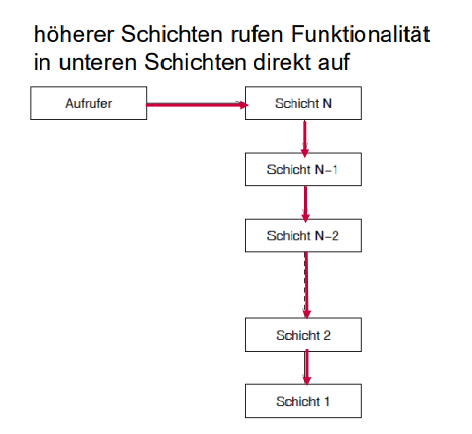 höherer Schichten rufen Funktionalität
in unteren Schichten direkt auf
Aufrufer
Schicht N
Schicht N–1
Schicht N–2
Schicht 2
Schicht 1